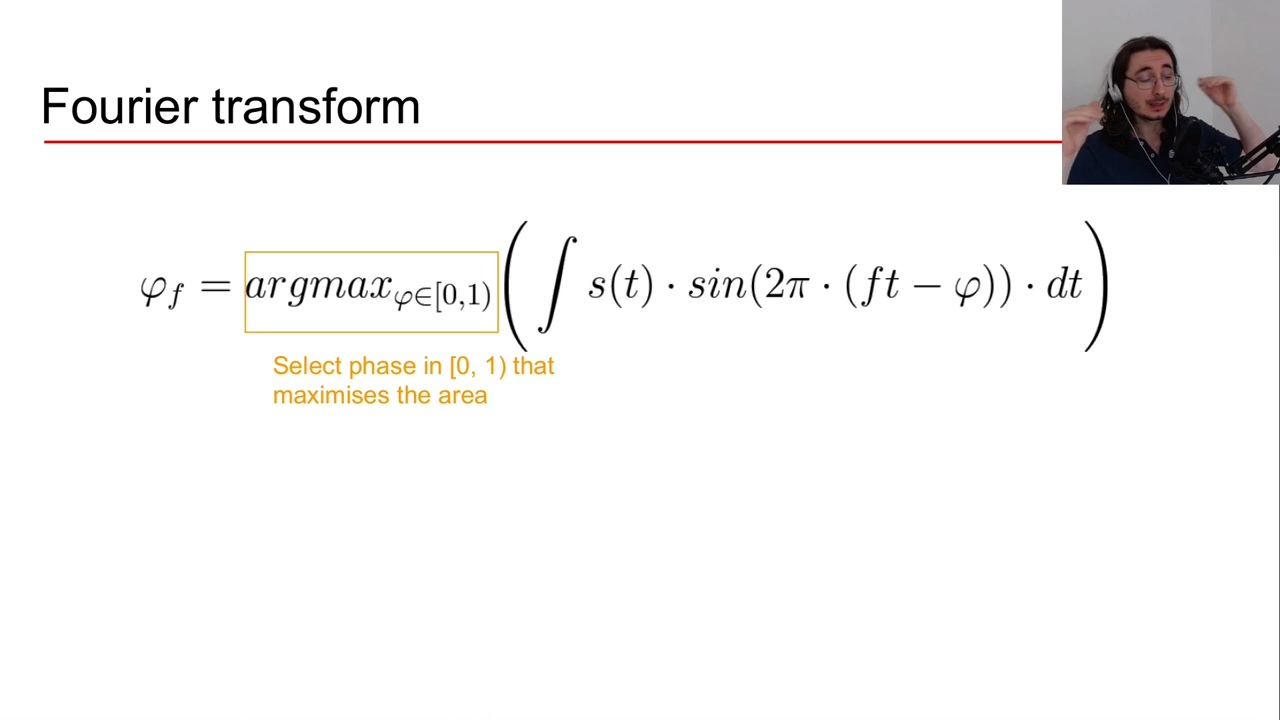 Fourier transform
φ_f = argmax_{φ∈[0,1)} ( ∫ s(t) · sin(2π · (ft − φ)) · dt )
Select phase in [0, 1) that
maximises the area